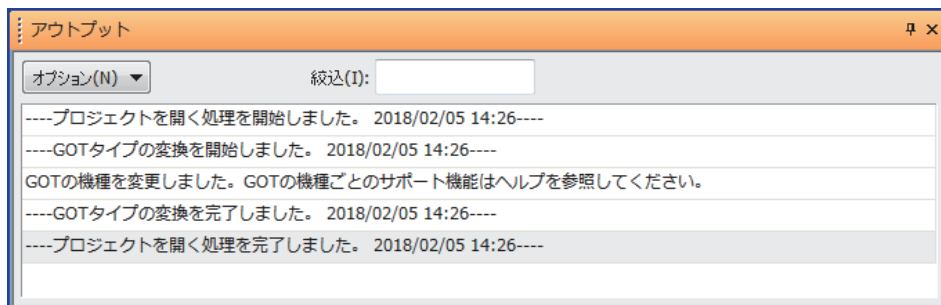 アウトプット
オプション(N) 絞込(I):
----プロジェクトを開く処理を開始しました。 2018/02/05 14:26----
----GOTタイプの変換を開始しました。 2018/02/05 14:26----
GOTの機種を変更しました。GOTの機種ごとのサポート機能はヘルプを参照してください。
----GOTタイプの変換を完了しました。 2018/02/05 14:26----
----プロジェクトを開く処理を完了しました。 2018/02/05 14:26----